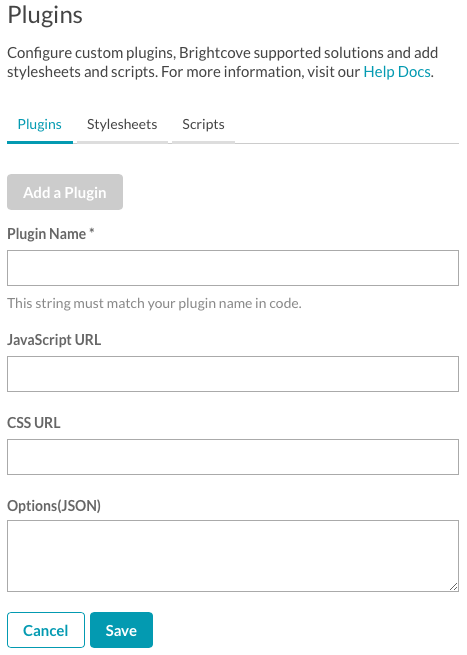 Plugins
Configure custom plugins, Brightcove supported solutions and add
stylesheets and scripts. For more information, visit our Help Docs.
Plugins Stylesheets Scripts
Add a Plugin
Plugin Name *
This string must match your plugin name in code.
JavaScript URL
CSS URL
Options(JSON)
Cancel Save